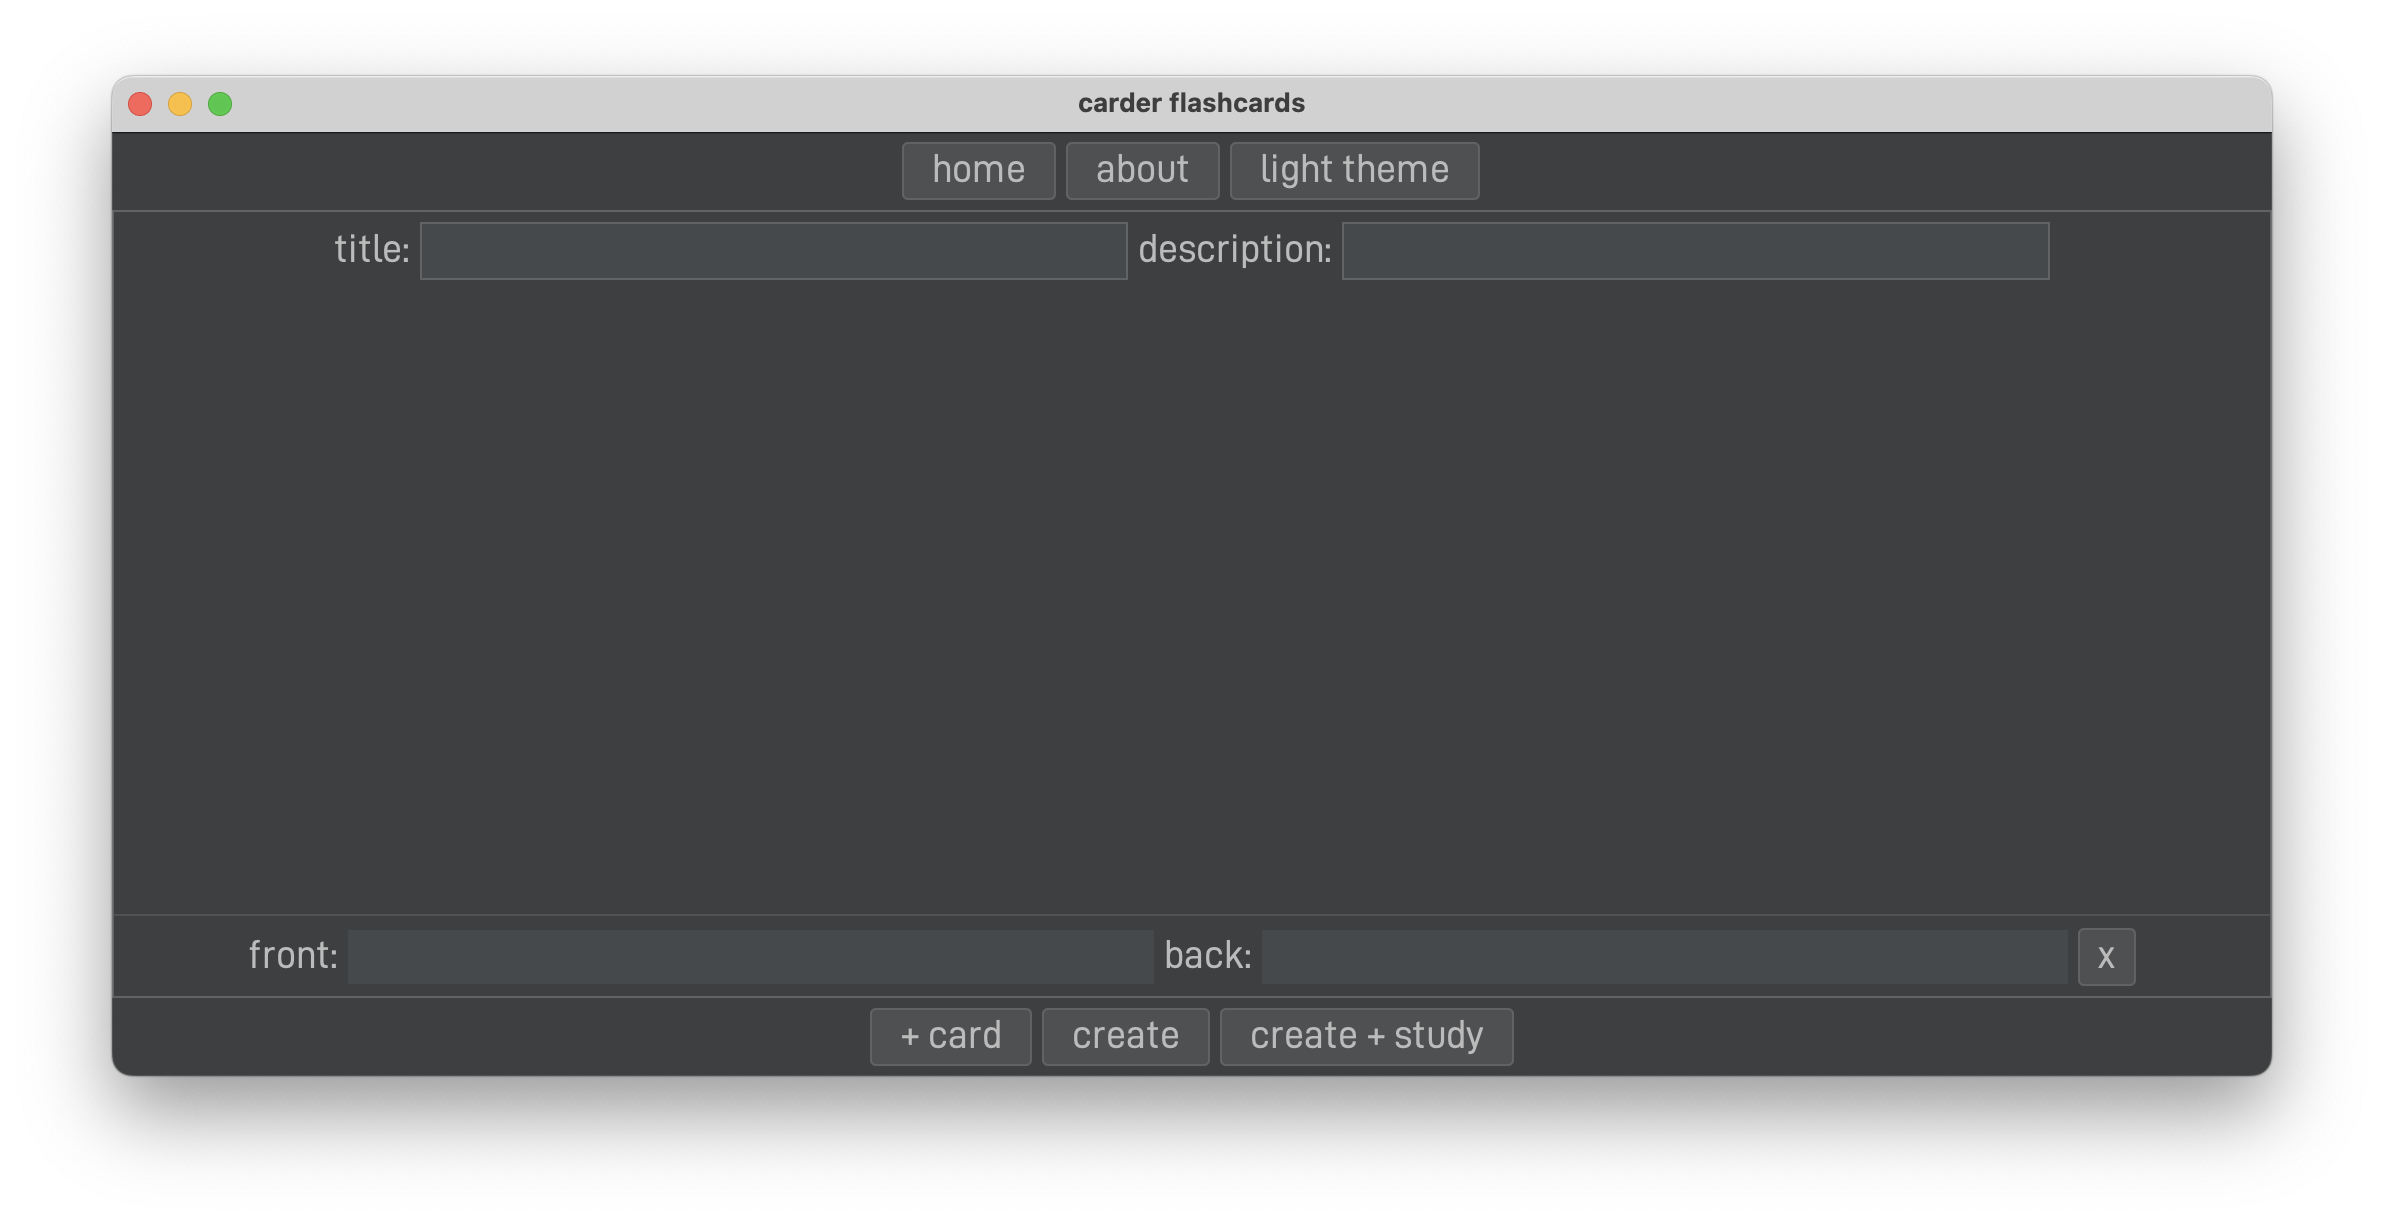 carder flashcards
home about light theme
title: description:
front: back: x
+ card create create + study